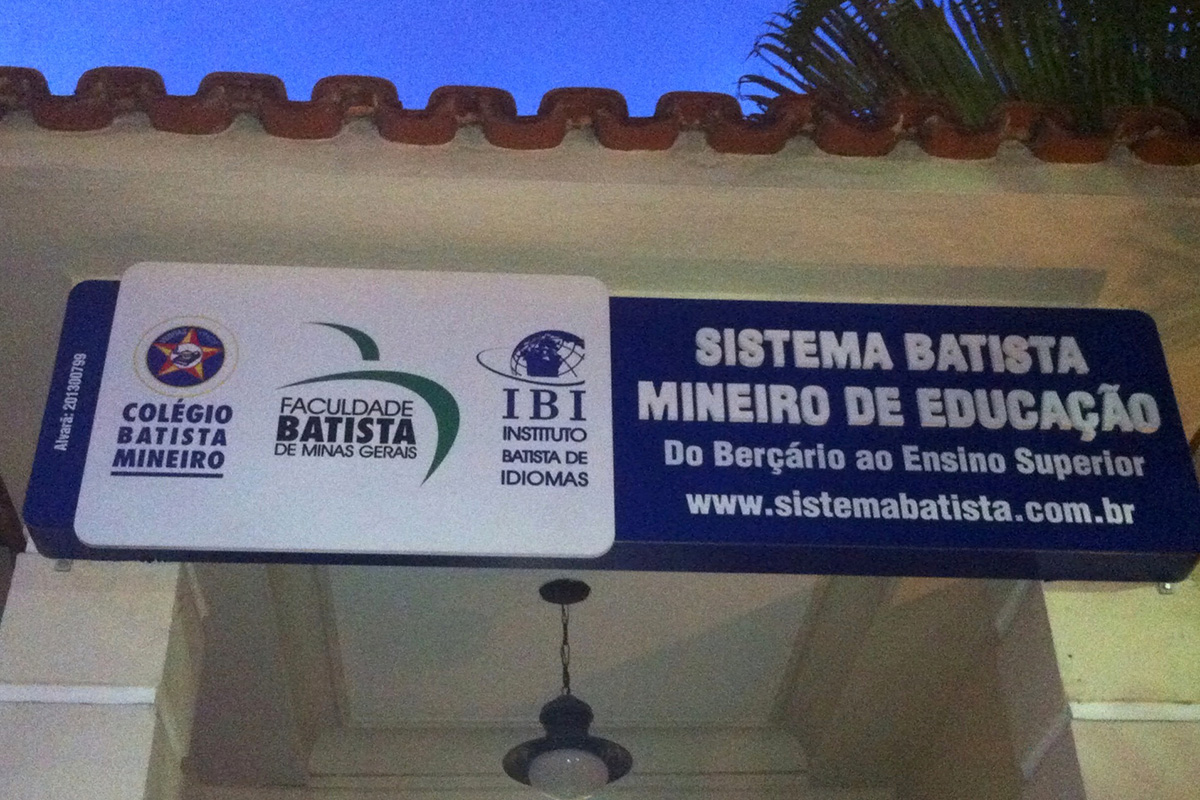 Alvará: 201300799
COLÉGIO
BATISTA
MINEIRO
FACULDADE
BATISTA
DE MINAS GERAIS
IBI
INSTITUTO
BATISTA DE
IDIOMAS
SISTEMA BATISTA
MINEIRO DE EDUCAÇÃO
Do Berçário ao Ensino Superior
www.sistemabatista.com.br